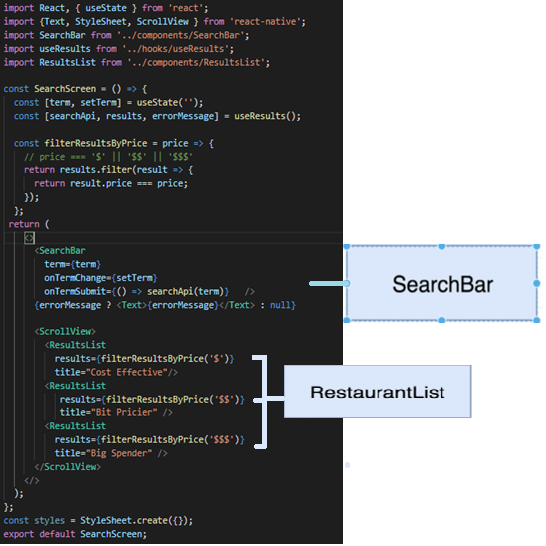 import React, { useState } from 'react';
import {Text, StyleSheet, ScrollView } from 'react-native';
import SearchBar from '../components/SearchBar';
import useResults from '../hooks/useResults';
import ResultsList from '../components/ResultsList';
const SearchScreen = () => {
const [term, setTerm] = useState('');
const [searchApi, results, errorMessage] = useResults();
const filterResultsByPrice = price => {
// price === '$' || '$$' || '$$$'
return results.filter(result => {
return result.price === price;
});
};
return (
<>
<SearchBar
term={term}
onTermChange={setTerm}
onTermSubmit={() => searchApi(term)} />
{errorMessage ? <Text>{errorMessage}</Text> : null}
<ScrollView>
<ResultsList
results={filterResultsByPrice('$')}
title="Cost Effective"/>
<ResultsList
results={filterResultsByPrice('$$')}
title="Bit Pricier" />
<ResultsList
results={filterResultsByPrice('$$$')}
title="Big Spender" />
</ScrollView>
</>
);
};
const styles = StyleSheet.create({});
export default SearchScreen;
SearchBar
RestaurantList